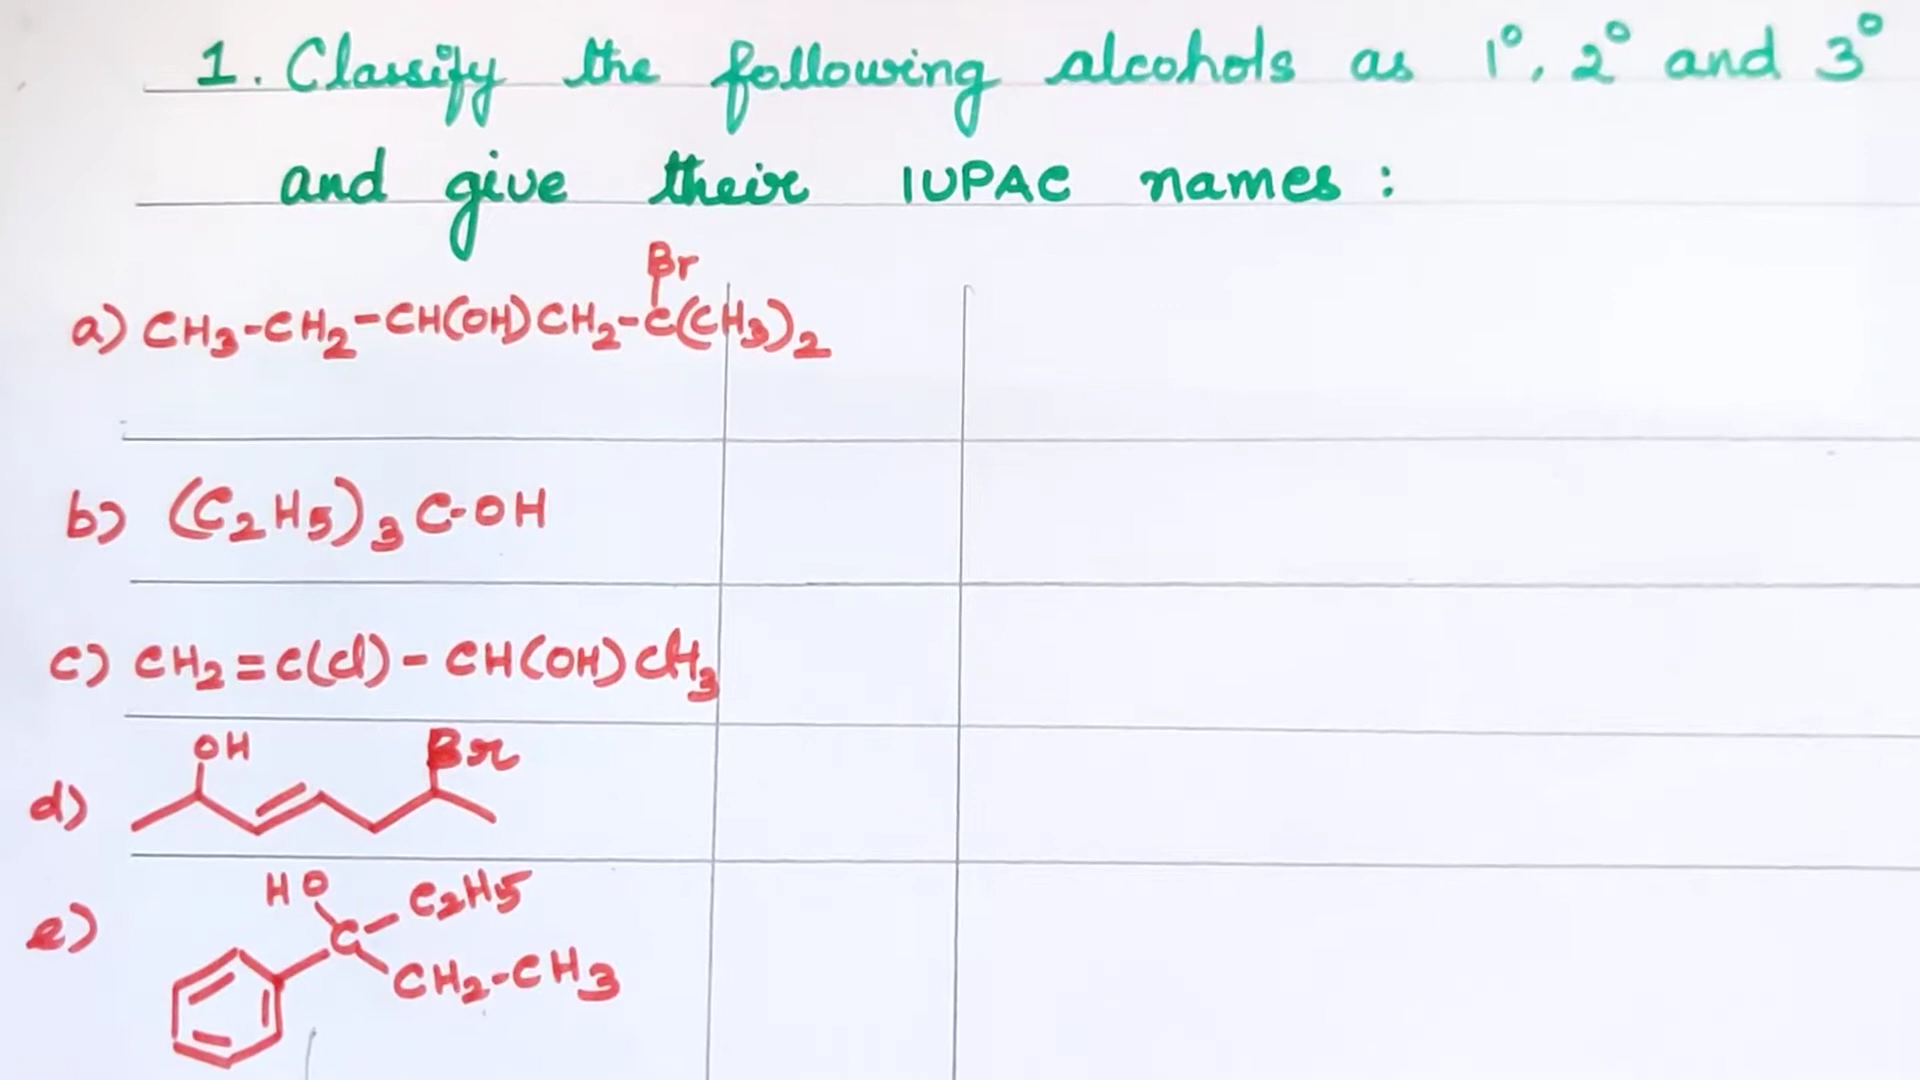 1. Classify the following alcohols as 1°, 2° and 3°
and give their IUPAC names :
Br
a) CH3-CH2-CH(OH)CH2-C(CH3)2
b) (C2H5)3C-OH
c) CH2=C(Cl)-CH(OH)CH3
OH Br
d)
HO C2H5
e) C
CH2-CH3